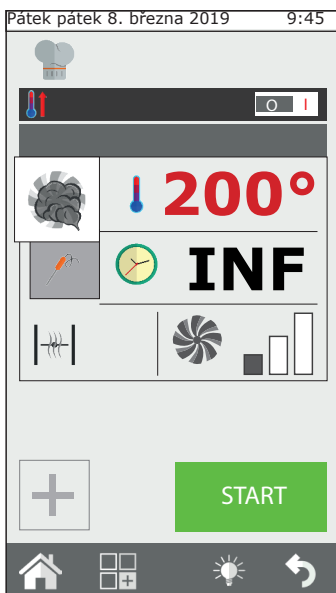 Pátek pátek 8. března 2019 9:45
O I
200°
INF
START